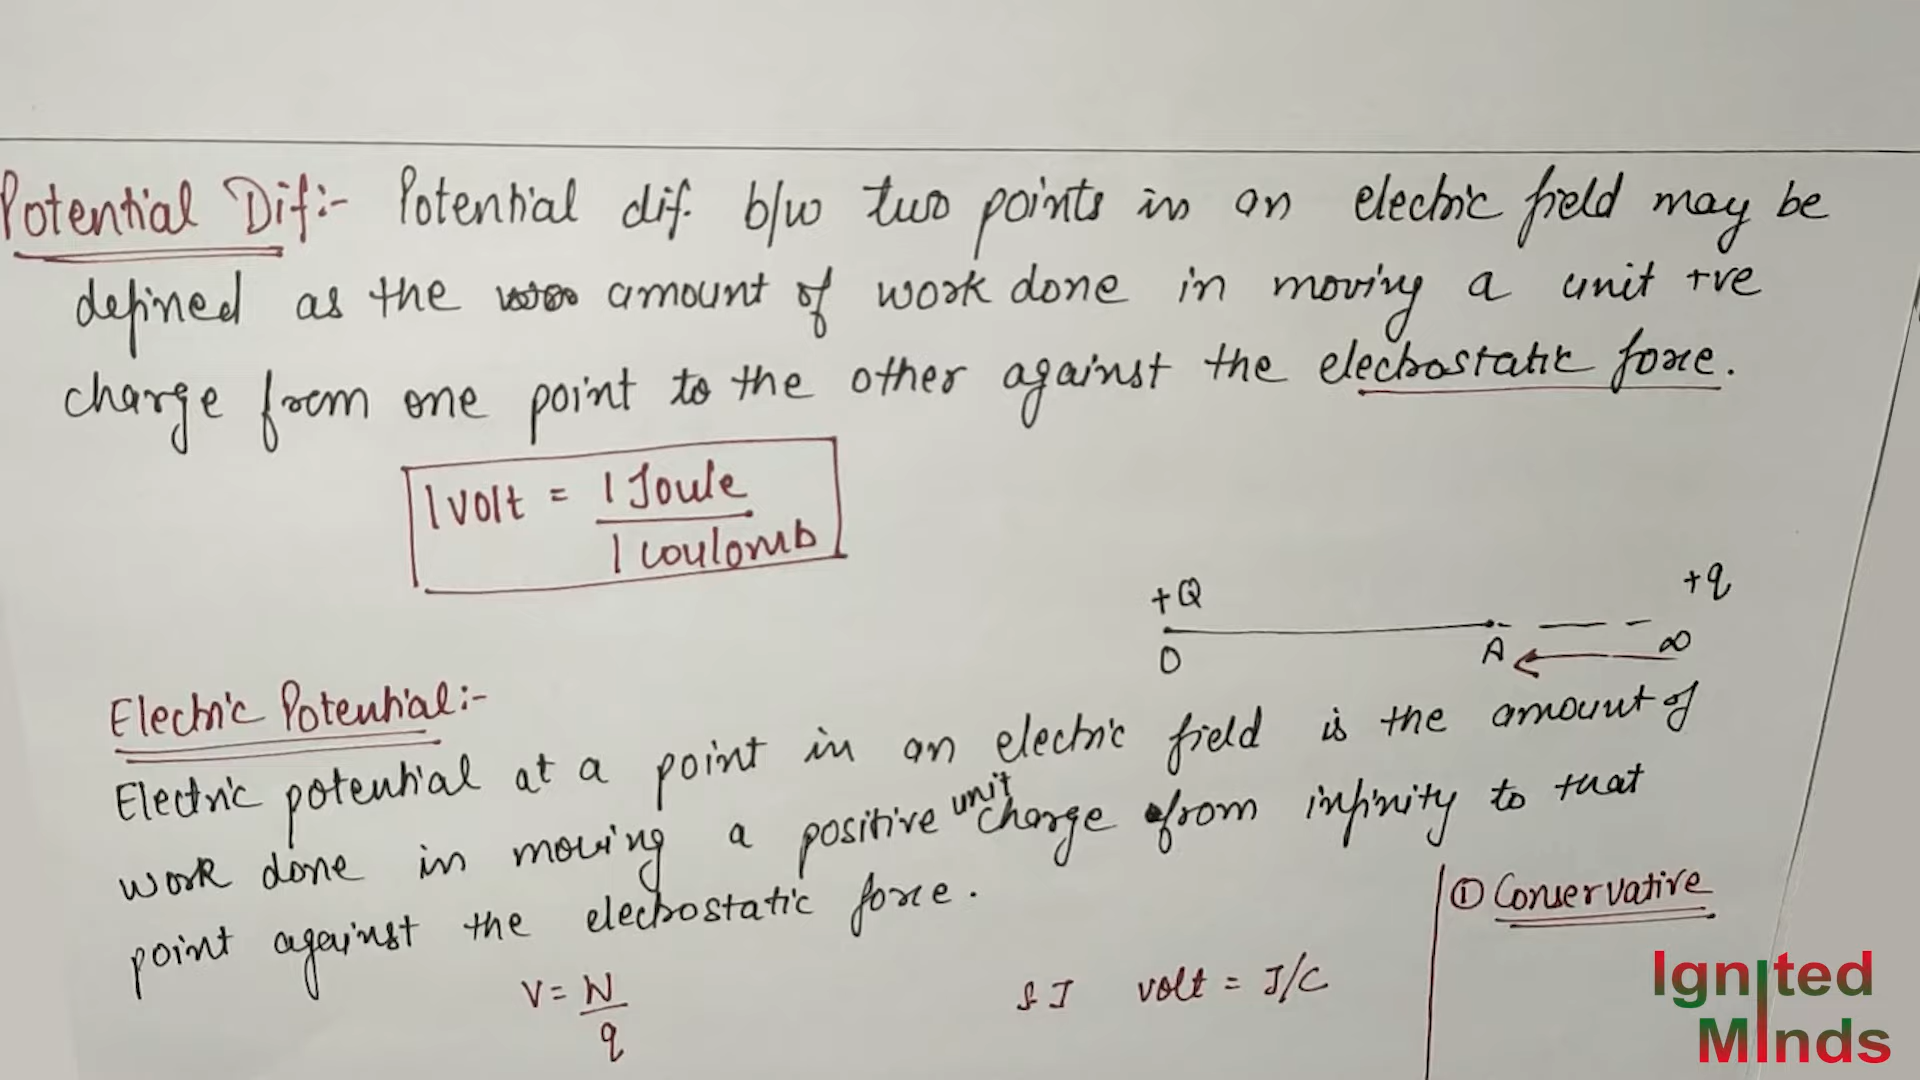 Potential Dif:- Potential dif. b/w two points in an electric field may be
defined as the amount of work done in moving a unit +ve
charge from one point to the other against the electrostatic force.
1 volt = 1 Joule
1 coulomb
+Q
+q
O
A
∞
Electric Potential:-
Electric potential at a point in an electric field is the amount of
work done in moving a positive unit charge from infinity to that
point against the electrostatic force.
① Conservative
V = W
q
SI volt = J/C
Ignited
Minds